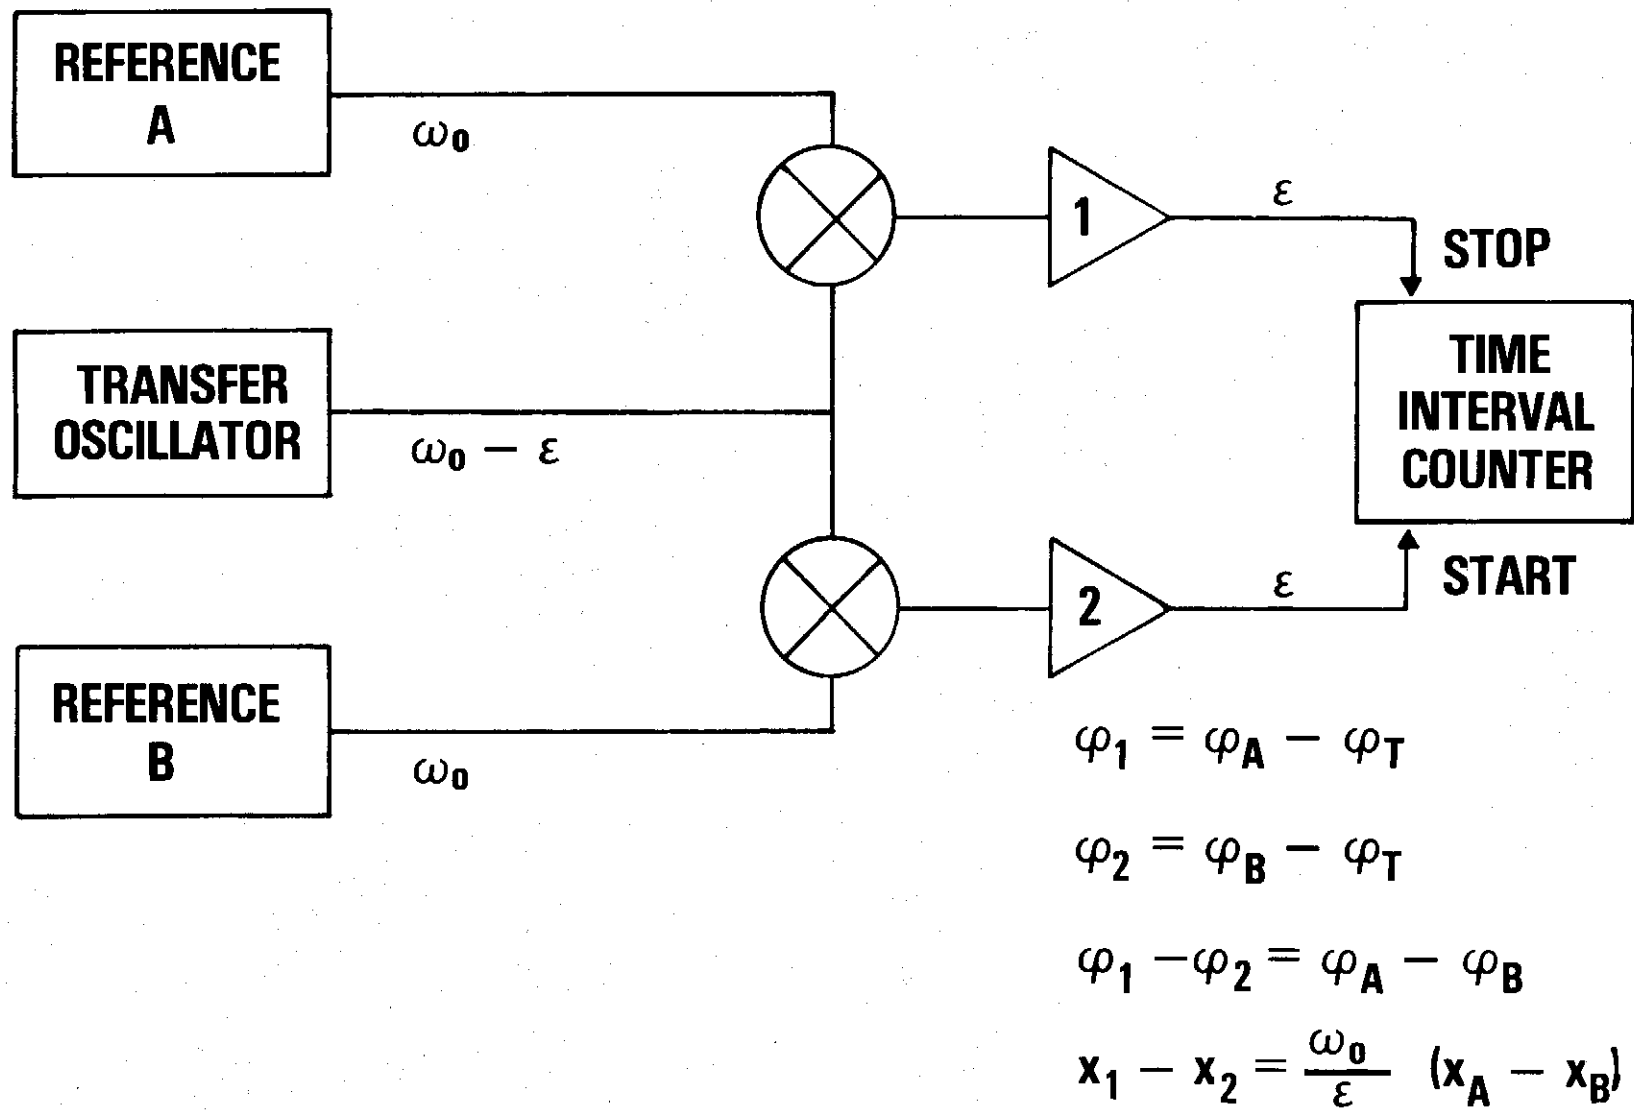 REFERENCE
A
ω₀
1
ε
STOP
TRANSFER
OSCILLATOR
ω₀ − ε
TIME
INTERVAL
COUNTER
2
ε
START
REFERENCE
B
ω₀
φ₁ = φ_A − φ_T
φ₂ = φ_B − φ_T
φ₁ − φ₂ = φ_A − φ_B
x₁ − x₂ = ω₀/ε (x_A − x_B)